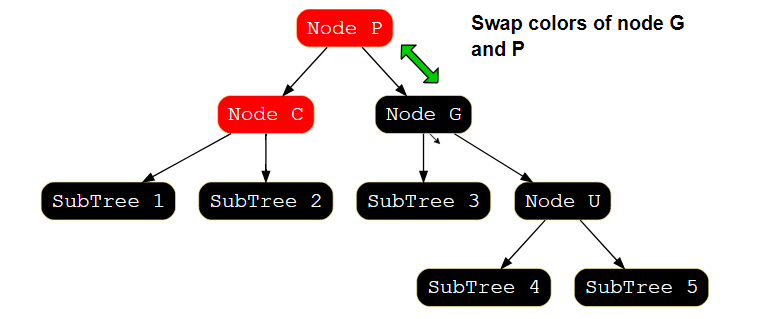 Node P
Swap colors of node G
and P
Node C
Node G
SubTree 1
SubTree 2
SubTree 3
Node U
SubTree 4
SubTree 5